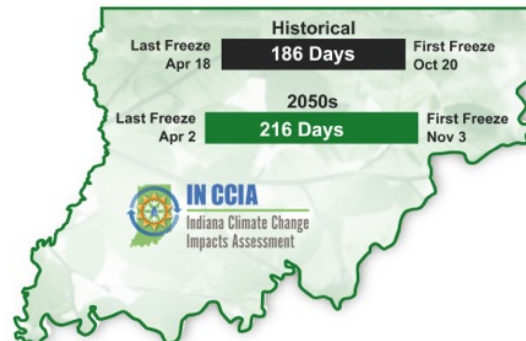 Historical
Last Freeze
Apr 18
186 Days
First Freeze
Oct 20
2050s
Last Freeze
Apr 2
216 Days
First Freeze
Nov 3
IN CCIA
Indiana Climate Change
Impacts Assessment